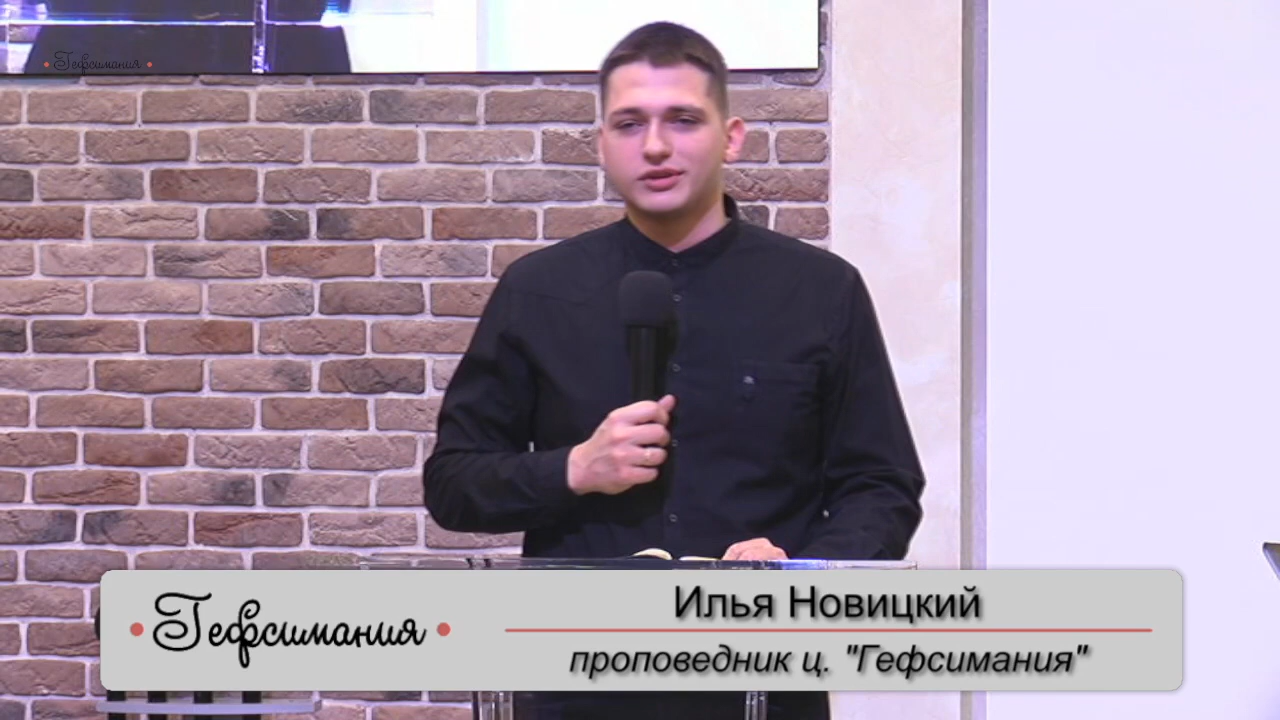 Гефсимания
Гефсимания
Илья Новицкий
проповедник ц. "Гефсимания"